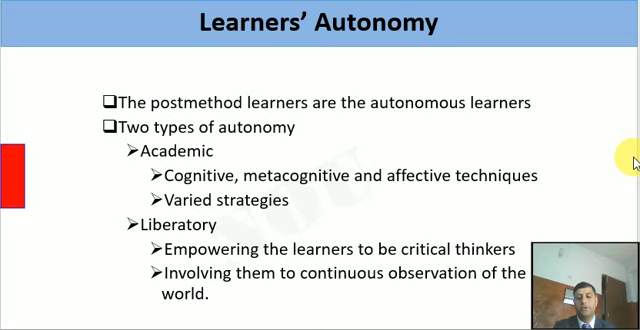 Learners' Autonomy
The postmethod learners are the autonomous learners
Two types of autonomy
Academic
Cognitive, metacognitive and affective techniques
Varied strategies
Liberatory
Empowering the learners to be critical thinkers
Involving them to continuous observation of the
world.
NOU